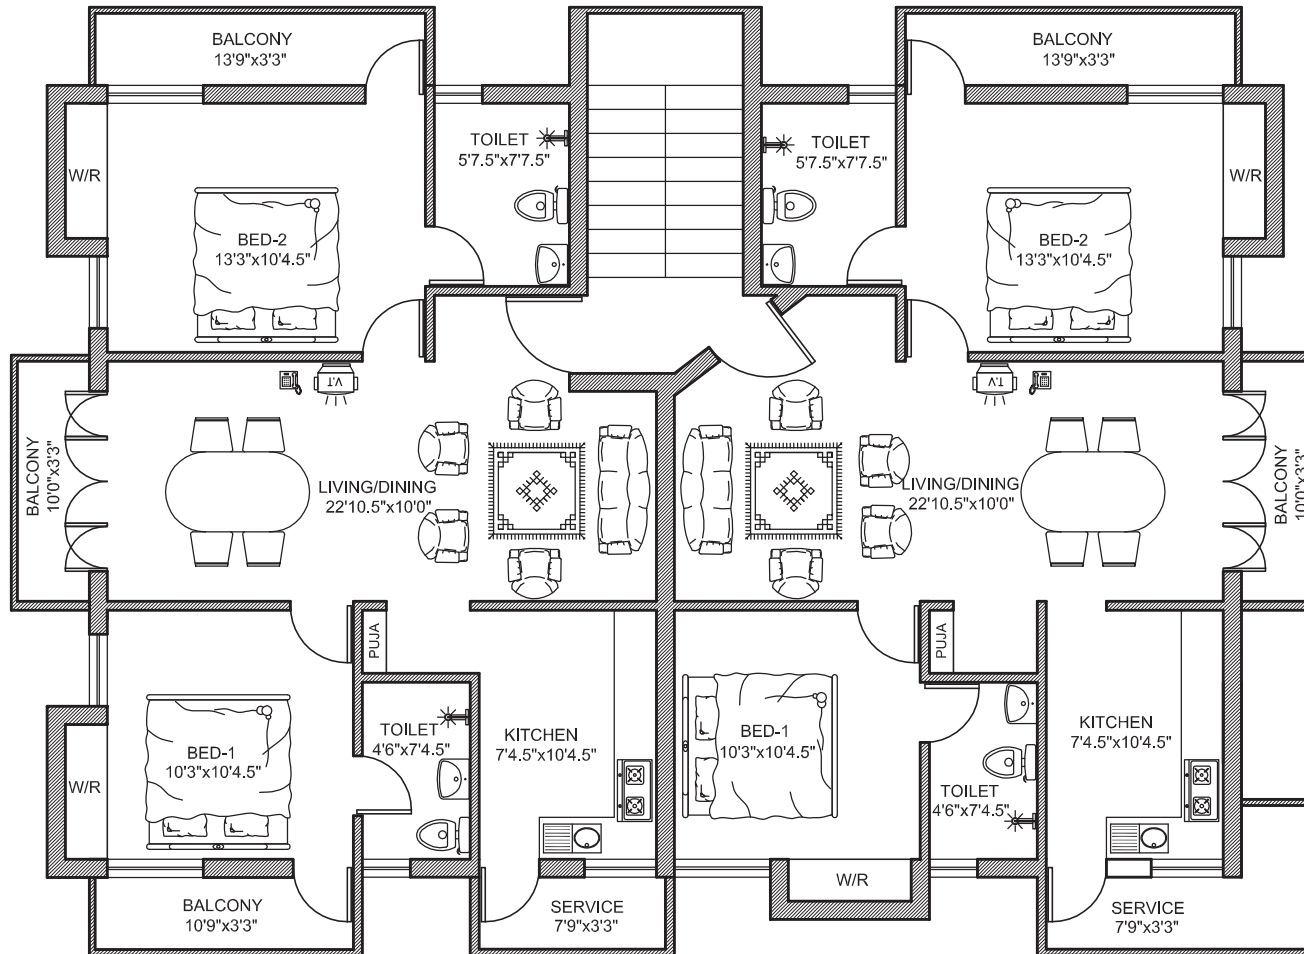 BALCONY
13'9"x3'3"
BALCONY
13'9"x3'3"
TOILET
5'7.5"x7'7.5"
TOILET
5'7.5"x7'7.5"
W/R
W/R
BED-2
13'3"x10'4.5"
BED-2
13'3"x10'4.5"
T.V
T.V
BALCONY
10'0"x3'3"
LIVING/DINING
22'10.5"x10'0"
LIVING/DINING
22'10.5"x10'0"
BALCONY
10'0"x3'3"
PUJA
PUJA
BED-1
10'3"x10'4.5"
TOILET
4'6"x7'4.5"
KITCHEN
7'4.5"x10'4.5"
BED-1
10'3"x10'4.5"
KITCHEN
7'4.5"x10'4.5"
W/R
TOILET
4'6"x7'4.5"
W/R
BALCONY
10'9"x3'3"
SERVICE
7'9"x3'3"
SERVICE
7'9"x3'3"